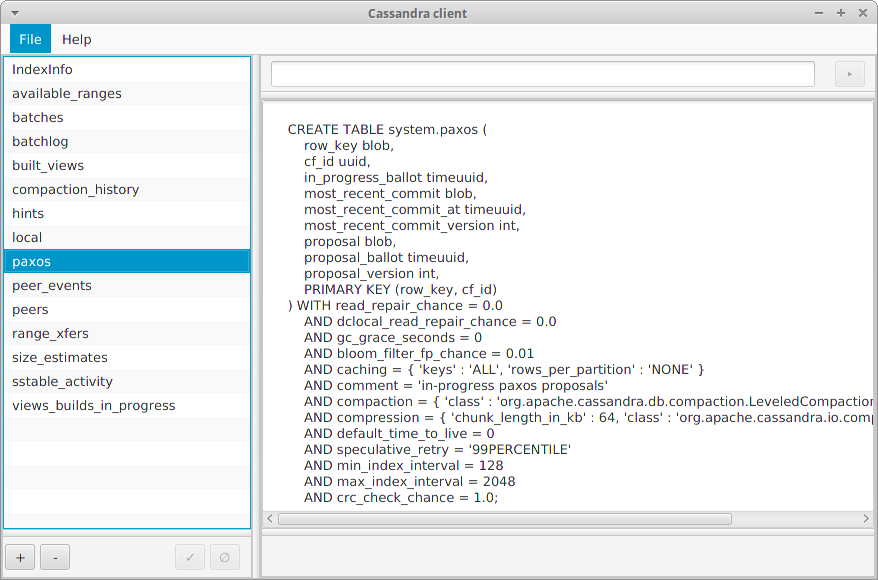 Cassandra client
File Help
IndexInfo
available_ranges
batches
batchlog
built_views
compaction_history
hints
local
paxos
peer_events
peers
range_xfers
size_estimates
sstable_activity
views_builds_in_progress
+ -
CREATE TABLE system.paxos (
row_key blob,
cf_id uuid,
in_progress_ballot timeuuid,
most_recent_commit blob,
most_recent_commit_at timeuuid,
most_recent_commit_version int,
proposal blob,
proposal_ballot timeuuid,
proposal_version int,
PRIMARY KEY (row_key, cf_id)
) WITH read_repair_chance = 0.0
AND dclocal_read_repair_chance = 0.0
AND gc_grace_seconds = 0
AND bloom_filter_fp_chance = 0.01
AND caching = { 'keys' : 'ALL', 'rows_per_partition' : 'NONE' }
AND comment = 'in-progress paxos proposals'
AND compaction = { 'class' : 'org.apache.cassandra.db.compaction.LeveledCompaction
AND compression = { 'chunk_length_in_kb' : 64, 'class' : 'org.apache.cassandra.io.comp
AND default_time_to_live = 0
AND speculative_retry = '99PERCENTILE'
AND min_index_interval = 128
AND max_index_interval = 2048
AND crc_check_chance = 1.0;